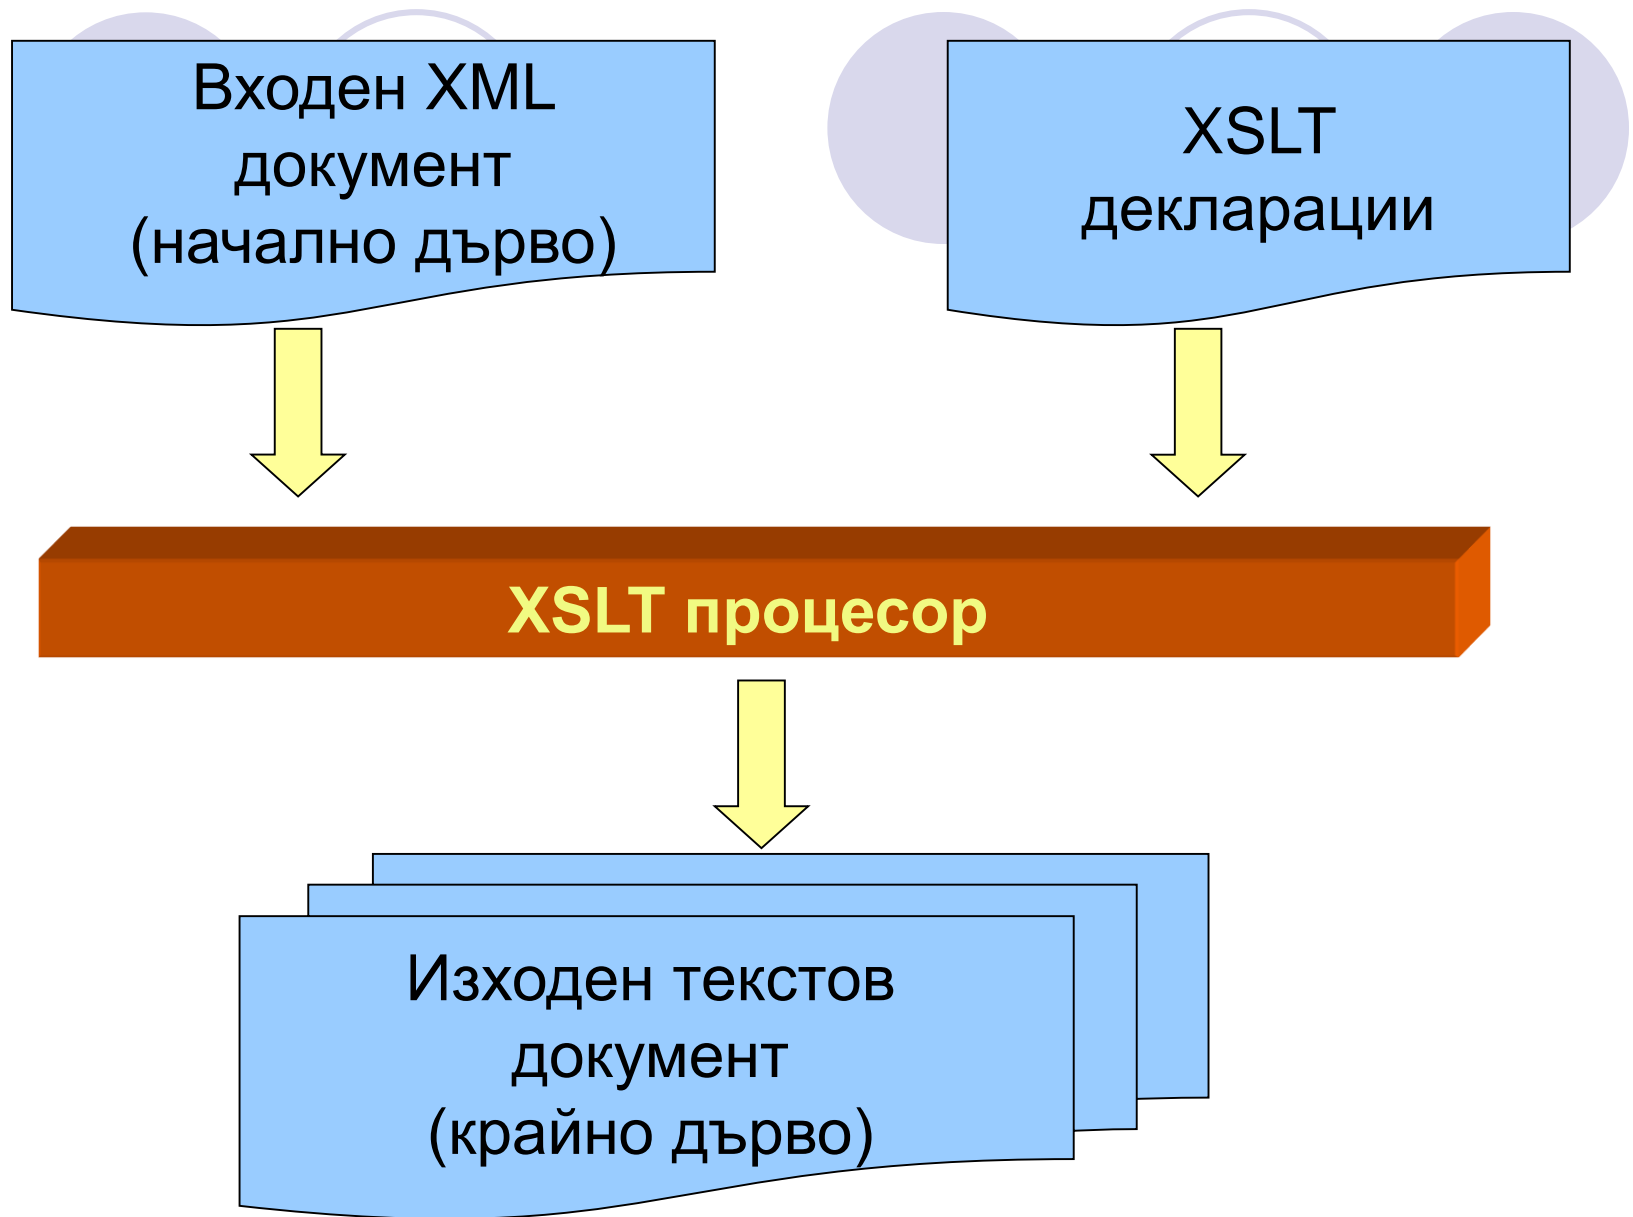 Входен XML
документ
(начално дърво)
XSLT
декларации
XSLT процесор
Изходен текстов
документ
(крайно дърво)